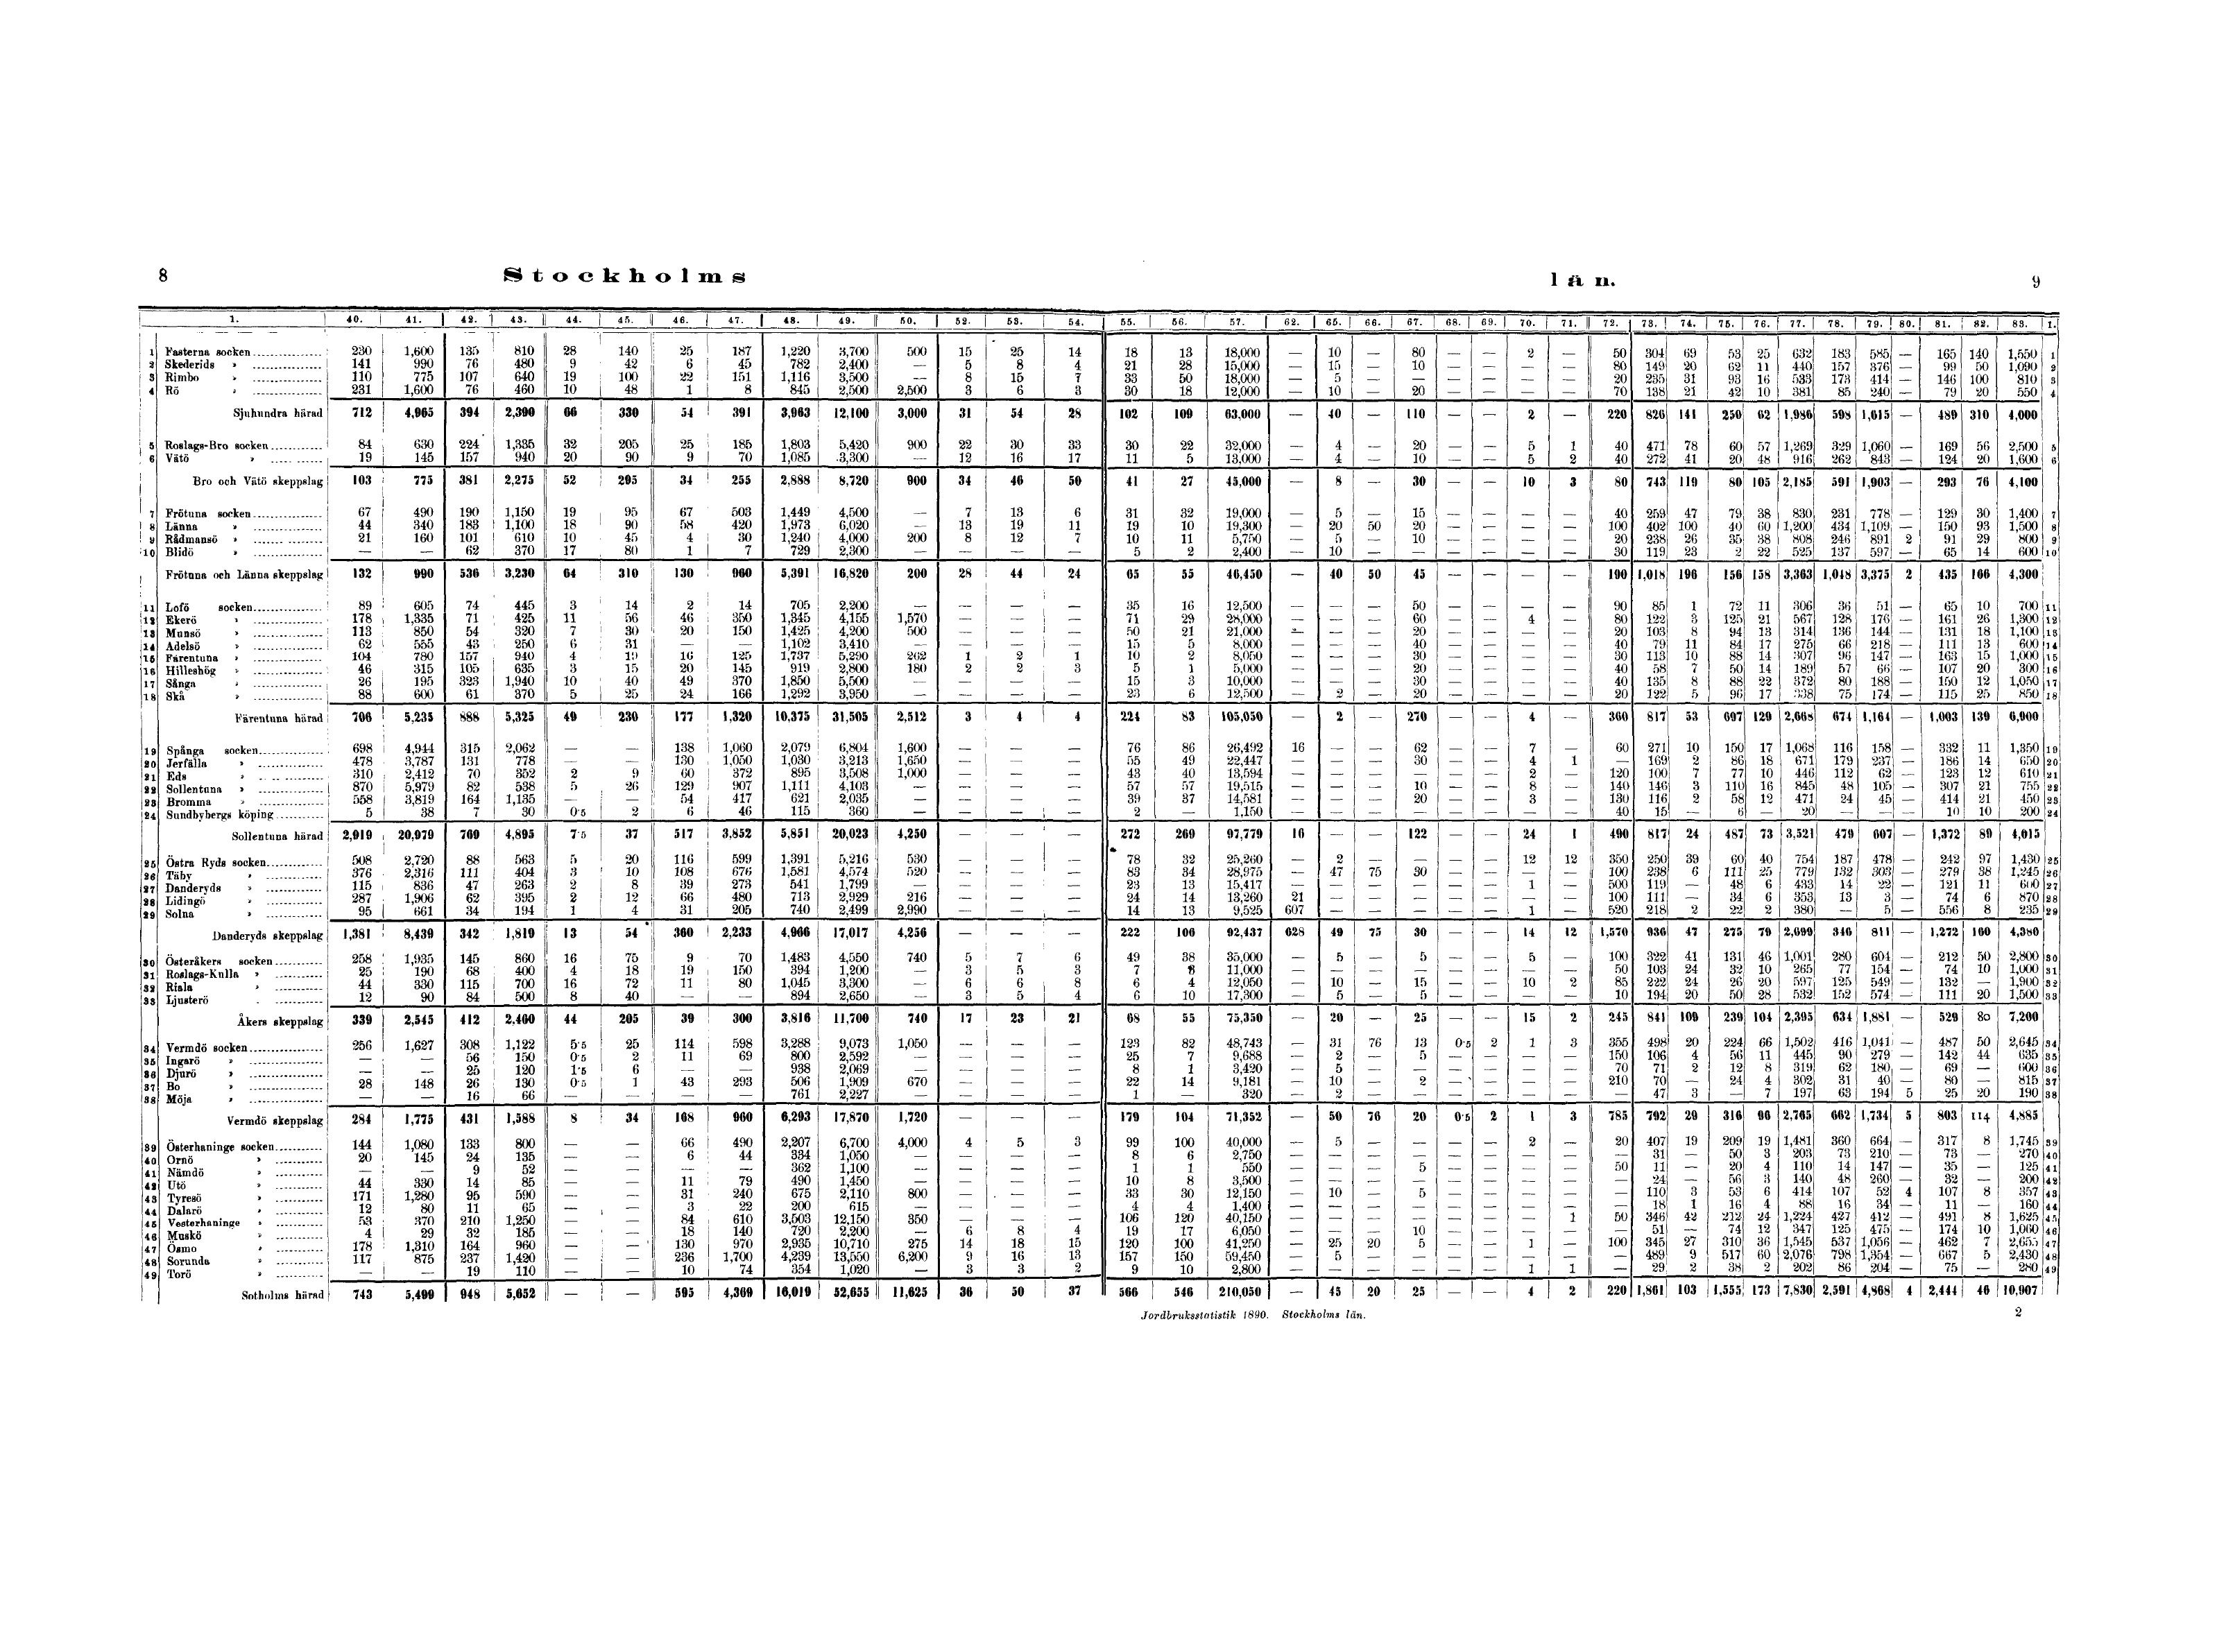 8 Stockholms län. 9
1. 40. 41. 42. 43. 44. 45. 46. 47. 48. 49. 50. 52. 53. 54. 55. 56. 57. 62. 65. 66. 67. 68. 69. 70. 71. 72. 73. 74. 75. 76. 77. 78. 79. 80. 81. 82. 83. 1.
1 Fasterna socken 230 1,600 135 810 28 140 25 187 1,220 3,700 500 15 25 14 18 13 18,000 — 10 — 80 — — 2 — 50 304 69 53 25 632 183 585 — 165 140 1,550 1
2 Skederids » 141 990 76 480 9 42 6 45 782 2,400 — 5 8 4 21 28 15,000 — 15 — 10 — — — — 80 149 20 62 11 440 157 376 — 99 50 1,090 2
3 Rimbo » 110 775 107 640 19 100 22 151 1,116 3,500 — 8 15 7 33 50 18,000 — 5 — — — — — — 20 235 31 93 16 533 173 414 — 146 100 810 3
4 Rö » 231 1,600 76 460 10 48 1 8 845 2,500 2,500 3 6 3 30 18 12,000 — 10 — 20 — — — — 70 138 21 42 10 381 85 240 — 79 20 550 4
Sjuhundra härad 712 4,965 394 2,390 66 330 54 391 3,963 12,100 3,000 31 54 28 102 109 63,000 — 40 — 110 — — 2 — 220 826 141 250 62 1,986 598 1,615 — 489 310 4,000
5 Roslags-Bro socken 84 630 224 1,335 32 205 25 185 1,803 5,420 900 22 30 33 30 22 32,000 — 4 — 20 — — 5 1 40 471 78 60 57 1,269 329 1,060 — 169 56 2,500 5
6 Vätö » 19 145 157 940 20 90 9 70 1,085 3,300 — 12 16 17 11 5 13,000 — 4 — 10 — — 5 2 40 272 41 20 48 916 262 843 — 124 20 1,600 6
Bro och Vätö skeppslag 103 775 381 2,275 52 295 34 255 2,888 8,720 900 34 46 50 41 27 45,000 — 8 — 30 — — 10 3 80 743 119 80 105 2,185 591 1,903 — 293 76 4,100
7 Frötuna socken 67 490 190 1,150 19 95 67 503 1,449 4,500 — 7 13 6 31 32 19,000 — 5 — 15 — — — — 40 259 47 79 38 830 231 778 — 129 30 1,400 7
8 Länna » 44 340 183 1,100 18 90 58 420 1,973 6,020 — 13 19 11 19 10 19,300 — 20 50 20 — — — — 100 402 100 40 60 1,200 434 1,109 — 150 93 1,500 8
9 Rådmansö » 21 160 101 610 10 45 4 30 1,240 4,000 200 8 12 7 10 11 5,750 — 5 — 10 — — — — 20 238 26 35 38 808 246 891 2 91 29 800 9
10 Blidö » — — 62 370 17 80 1 7 729 2,300 — — — — 5 2 2,400 — 10 — — — — — — 30 119 23 2 22 525 137 597 — 65 14 600 10
Frötuna och Länna skeppslag 132 990 536 3,230 64 310 130 960 5,391 16,820 200 28 44 24 65 55 46,450 — 40 50 45 — — — — 190 1,018 196 156 158 3,363 1,048 3,375 2 435 166 4,300
11 Lofö socken 89 605 74 445 3 14 2 14 705 2,200 — — — — 35 16 12,500 — — — 50 — — — — 90 85 1 72 11 306 36 51 — 65 10 700 11
12 Ekerö » 178 1,335 71 425 11 56 46 350 1,345 4,155 1,570 — — — 71 29 28,000 — — — 60 — — 4 — 80 122 3 125 21 567 128 176 — 161 26 1,300 12
13 Munsö » 113 850 54 320 7 30 20 150 1,425 4,200 500 — — — 50 21 21,000 — — — 20 — — — — 20 103 8 94 13 314 136 144 — 131 18 1,100 13
14 Adelsö » 62 555 43 250 6 31 — — 1,102 3,410 — — — — 15 5 8,000 — — — 40 — — — — 40 79 11 84 17 275 66 218 — 111 13 600 14
15 Färentuna » 104 780 157 940 4 19 16 125 1,737 5,290 262 1 2 1 10 2 8,050 — — — 30 — — — — 30 113 10 88 14 307 96 147 — 163 15 1,000 15
16 Hilleshög » 46 315 105 635 3 15 20 145 919 2,800 180 2 2 3 5 1 5,000 — — — 20 — — — — 40 58 7 50 14 189 57 66 — 107 20 300 16
17 Sånga » 26 195 323 1,940 10 40 49 370 1,850 5,500 — — — — 15 3 10,000 — — — 30 — — — — 40 135 8 88 22 372 80 188 — 150 12 1,050 17
18 Skå » 88 600 61 370 5 25 24 166 1,292 3,950 — — — — 23 6 12,500 — 2 — 20 — — — — 20 122 5 96 17 338 75 174 — 115 25 850 18
Färentuna härad 706 5,235 888 5,325 49 230 177 1,320 10,375 31,505 2,512 3 4 4 224 83 105,050 — 2 — 270 — — 4 — 360 817 53 697 129 2,668 674 1,164 — 1,003 139 6,900
19 Spånga socken 698 4,944 315 2,062 — — 138 1,060 2,079 6,804 1,600 — — — 76 86 26,492 16 — — 62 — — 7 — 60 271 10 150 17 1,068 116 158 — 332 11 1,350 19
20 Jerfälla » 478 3,787 131 778 — — 130 1,050 1,030 3,213 1,650 — — — 55 49 22,447 — — — 30 — — 4 1 — 169 2 86 18 671 179 237 — 186 14 650 20
21 Eds » 310 2,412 70 352 2 9 60 372 895 3,508 1,000 — — — 43 40 13,594 — — — — — — 2 — 120 100 7 77 10 446 112 62 — 123 12 610 21
22 Sollentuna » 870 5,979 82 538 5 26 129 907 1,111 4,103 — — — — 57 57 19,515 — — — 10 — — 8 — 140 146 3 110 16 845 48 105 — 307 21 755 22
23 Bromma » 558 3,819 164 1,135 — — 54 417 621 2,035 — — — — 39 37 14,581 — — — 20 — — 3 — 130 116 2 58 12 471 24 45 — 414 21 450 23
24 Sundbybergs köping 5 38 7 30 0·5 2 6 46 115 360 — — — — 2 — 1,150 — — — — — — — — 40 15 — 6 — 20 — — — 10 10 200 24
Sollentuna härad 2,919 20,979 769 4,895 7·5 37 517 3,852 5,851 20,023 4,250 — — — 272 269 97,779 16 — — 122 — — 24 1 490 817 24 487 73 3,521 479 607 — 1,372 89 4,015
25 Östra Ryds socken 508 2,720 88 563 5 20 116 599 1,391 5,216 530 — — — 78 32 25,260 — 2 — — — — 12 12 350 250 39 60 40 754 187 478 — 242 97 1,430 25
26 Täby » 376 2,316 111 404 3 10 108 676 1,581 4,574 520 — — — 83 34 28,975 — 47 75 30 — — — — 100 238 6 111 25 779 132 303 — 279 38 1,245 26
27 Danderyds » 115 836 47 263 2 8 39 273 541 1,799 — — — — 23 13 15,417 — — — — — — 1 — 500 119 — 48 6 433 14 22 — 121 11 600 27
28 Lidingö » 287 1,906 62 395 2 12 66 480 713 2,929 216 — — — 24 14 13,260 21 — — — — — — — 100 111 — 34 6 353 13 3 — 74 6 870 28
29 Solna » 95 661 34 194 1 4 31 205 740 2,499 2,990 — — — 14 13 9,525 607 — — — — — 1 — 520 218 2 22 2 380 — 5 — 556 8 235 29
Danderyds skeppslag 1,381 8,439 342 1,819 13 54 360 2,233 4,966 17,017 4,256 — — — 222 106 92,437 628 49 75 30 — — 14 12 1,570 936 47 275 79 2,699 346 811 — 1,272 160 4,380
30 Österåkers socken 258 1,935 145 860 16 75 9 70 1,483 4,550 740 5 7 6 49 38 35,000 — 5 — 5 — — 5 — 100 322 41 131 46 1,001 280 604 — 212 50 2,800 30
31 Roslags-Kulla » 25 190 68 400 4 18 19 150 394 1,200 — 3 5 3 7 11,000 — — — — — — — — 50 103 24 32 10 265 77 154 — 74 10 1,000 31
32 Riala » 44 330 115 700 16 72 11 80 1,045 3,300 — 6 6 8 6 4 12,050 — 10 — 15 — — 10 2 85 222 24 26 20 597 125 549 — 132 — 1,900 32
33 Ljusterö 12 90 84 500 8 40 — — 894 2,650 — 3 5 4 6 10 17,300 — 5 — 5 — — — — 10 194 20 50 28 532 152 574 — 111 20 1,500 33
Åkers skeppslag 339 2,545 412 2,460 44 205 39 300 3,816 11,700 740 17 23 21 68 55 75,350 — 20 — 25 — — 15 2 245 841 109 239 104 2,395 634 1,881 — 529 80 7,200
34 Vermdö socken 256 1,627 308 1,122 5·5 25 114 598 3,288 9,073 1,050 — — — 123 82 48,743 — 31 76 13 0·5 2 1 3 355 498 20 224 66 1,502 416 1,041 — 487 50 2,645 34
35 Ingarö » — — 56 150 0·5 2 11 69 800 2,592 — — — — 25 7 9,688 — 2 — 5 — — — — 150 106 4 56 11 445 90 279 — 142 44 635 35
36 Djurö » — — 25 120 1·5 6 — — 938 2,069 — — — — 8 1 3,420 — 5 — — — — — — 70 71 2 12 8 319 62 180 — 69 — 600 36
37 Bo » 28 148 26 130 0·5 1 43 293 506 1,909 670 — — — 22 14 9,181 — 10 — 2 — — — — 210 70 — 24 4 302 31 40 — 80 — 815 37
38 Möja » — — 16 66 — — — — 761 2,227 — — — — 1 — 320 — 2 — — — — — — — 47 3 — 7 197 63 194 5 25 20 190 38
Vermdö skeppslag 284 1,775 431 1,588 8 34 168 960 6,293 17,870 1,720 — — — 179 104 71,352 — 50 76 20 0·5 2 1 3 785 792 29 316 96 2,765 662 1,734 5 803 114 4,885
39 Österhaninge socken 144 1,080 133 800 — — 66 490 2,207 6,700 4,000 4 5 3 99 100 40,000 — 5 — — — — 2 — 20 407 19 209 19 1,481 360 664 — 317 8 1,745 39
40 Ornö » 20 145 24 135 — — 6 44 334 1,050 — — — — 8 6 2,750 — — — — — — — — — 31 — 50 3 203 73 210 — 73 — 270 40
41 Nämdö » — — 9 52 — — — — 362 1,100 — — — — 1 1 550 — — — 5 — — — — 50 11 — 20 4 110 14 147 — 35 — 125 41
42 Utö » 44 330 14 85 — — 11 79 490 1,450 — — — — 10 8 3,500 — — — — — — — — — 24 — 56 3 140 48 260 — 32 — 200 42
43 Tyresö » 171 1,280 95 590 — — 31 240 675 2,110 800 — — — 33 30 12,150 — 10 — 5 — — — — — 110 3 53 6 414 107 52 4 107 8 357 43
44 Dalarö » 12 80 11 65 — — 3 22 200 615 — — — — 4 4 1,400 — — — — — — — — — 18 1 16 4 88 16 34 — 11 — 160 44
45 Vesterhaninge » 53 370 210 1,250 — — 84 610 3,503 12,150 350 — — — 106 120 40,150 — — — — — — — 1 50 346 42 212 24 1,224 427 412 — 491 8 1,625 45
46 Muskö » 4 29 32 185 — — 18 140 720 2,200 — 6 8 4 19 17 6,050 — — — 10 — — — — — 51 — 74 12 347 125 475 — 174 10 1,060 46
47 Ösmo » 178 1,310 164 960 — — 130 970 2,935 10,710 275 14 18 15 120 100 41,250 — 25 20 5 — — 1 — 100 345 27 310 36 1,545 537 1,056 — 462 7 2,655 47
48 Sorunda » 117 875 237 1,420 — — 236 1,700 4,239 13,550 6,200 9 16 13 157 150 59,450 — 5 — — — — — — — 489 9 517 60 2,076 798 1,354 — 667 5 2,430 48
49 Torö » — — 19 110 — — 10 74 354 1,020 — 3 3 2 9 10 2,800 — — — — — — 1 1 — 29 2 38 2 202 86 204 — 75 — 280 49
Sotholms härad 743 5,499 948 5,652 — — 595 4,369 16,019 52,655 11,625 36 50 37 566 546 210,050 — 45 20 25 — — 4 2 220 1,861 103 1,555 173 7,830 2,591 4,868 4 2,444 46 10,907
Jordbruksstatistik 1890. Stockholms län. 2